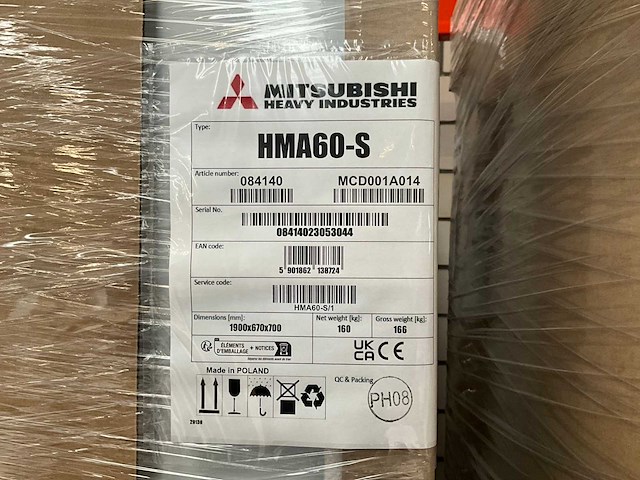 MITSUBISHI
HEAVY INDUSTRIES
Type:
HMA60-S
Article number:
084140 MCD001A014
Serial No.
08414023053044
EAN code:
5 901862 138724
Service code:
HMA60-S/1
Dimensions [mm]: Net weight [kg]: Gross weight [kg]:
1900x670x700 160 166
FR
ÉLÉMENTS
D'EMBALLAGE + NOTICES
UK
CA CE
Made in POLAND
QC & Packing
PH08